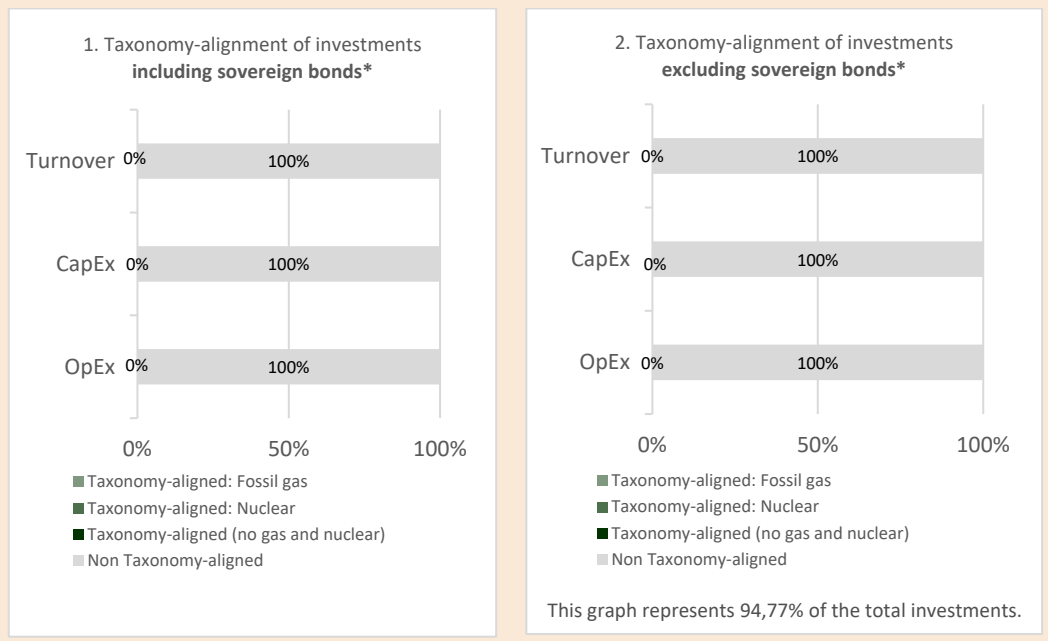 1. Taxonomy-alignment of investments
including sovereign bonds*
Turnover 0% 100%
CapEx 0% 100%
OpEx 0% 100%
0% 50% 100%
Taxonomy-aligned: Fossil gas
Taxonomy-aligned: Nuclear
Taxonomy-aligned (no gas and nuclear)
Non Taxonomy-aligned
2. Taxonomy-alignment of investments
excluding sovereign bonds*
Turnover 0% 100%
CapEx 0% 100%
OpEx 0% 100%
0% 50% 100%
Taxonomy-aligned: Fossil gas
Taxonomy-aligned: Nuclear
Taxonomy-aligned (no gas and nuclear)
Non Taxonomy-aligned
This graph represents 94,77% of the total investments.